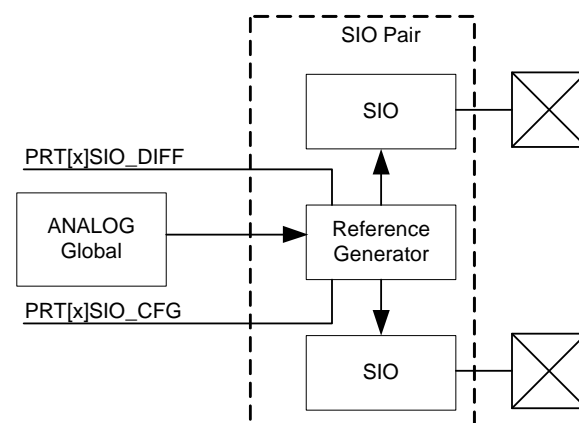 SIO Pair
SIO
PRT[x]SIO_DIFF
ANALOG
Global
Reference
Generator
PRT[x]SIO_CFG
SIO